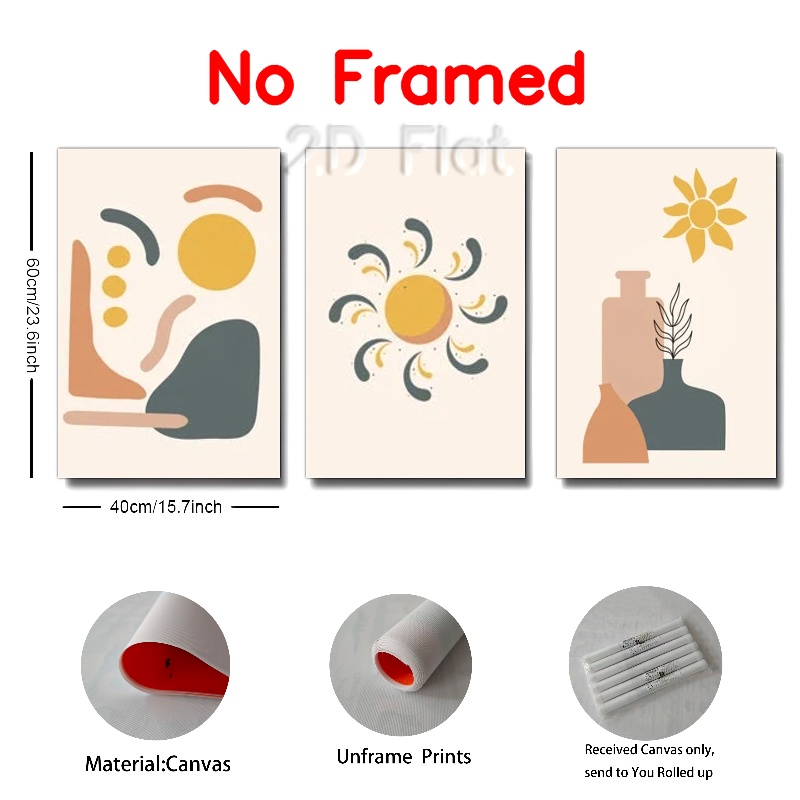 No Framed
2D Flat
60cm/23.6inch
40cm/15.7inch
Material:Canvas
Unframe Prints
Received Canvas only,
send to You Rolled up